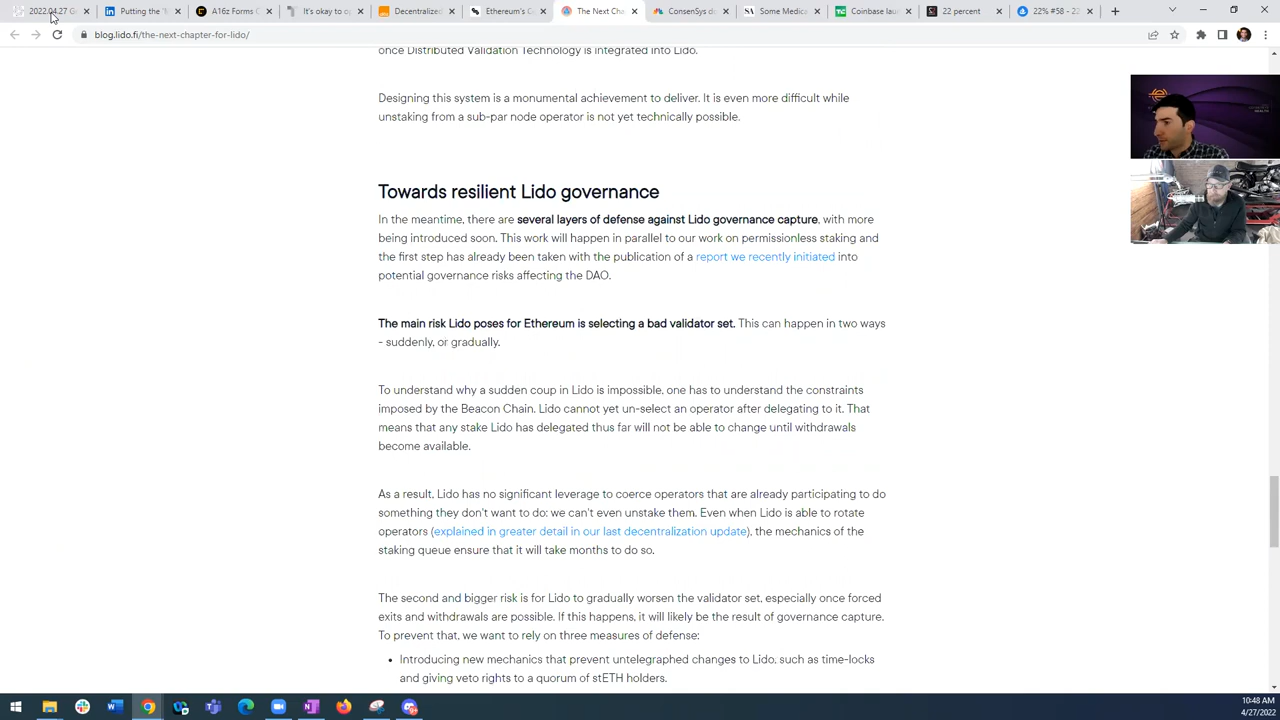 2022.04.27 G
Putting the "
A16z Forms C
It's okay to o
Decentralized
Ethereum's C
The Next Cha
ConsenSys d
Some Medica
Coinbase lau
22 percent
22% #58 - 22
blog.lido.fi/the-next-chapter-for-lido/
once Distributed Validation Technology is integrated into Lido.
Designing this system is a monumental achievement to deliver. It is even more difficult while
unstaking from a sub-par node operator is not yet technically possible.
Towards resilient Lido governance
In the meantime, there are several layers of defense against Lido governance capture, with more
being introduced soon. This work will happen in parallel to our work on permissionless staking and
the first step has already been taken with the publication of a report we recently initiated into
potential governance risks affecting the DAO.
The main risk Lido poses for Ethereum is selecting a bad validator set. This can happen in two ways
- suddenly, or gradually.
To understand why a sudden coup in Lido is impossible, one has to understand the constraints
imposed by the Beacon Chain. Lido cannot yet un-select an operator after delegating to it. That
means that any stake Lido has delegated thus far will not be able to change until withdrawals
become available.
As a result, Lido has no significant leverage to coerce operators that are already participating to do
something they don't want to do; we can't even unstake them. Even when Lido is able to rotate
operators (explained in greater detail in our last decentralization update), the mechanics of the
staking queue ensure that it will take months to do so.
The second and bigger risk is for Lido to gradually worsen the validator set, especially once forced
exits and withdrawals are possible. If this happens, it will likely be the result of governance capture.
To prevent that, we want to rely on three measures of defense:
• Introducing new mechanics that prevent untelegraphed changes to Lido, such as time-locks
and giving veto rights to a quorum of stETH holders.
10:48 AM
4/27/2022